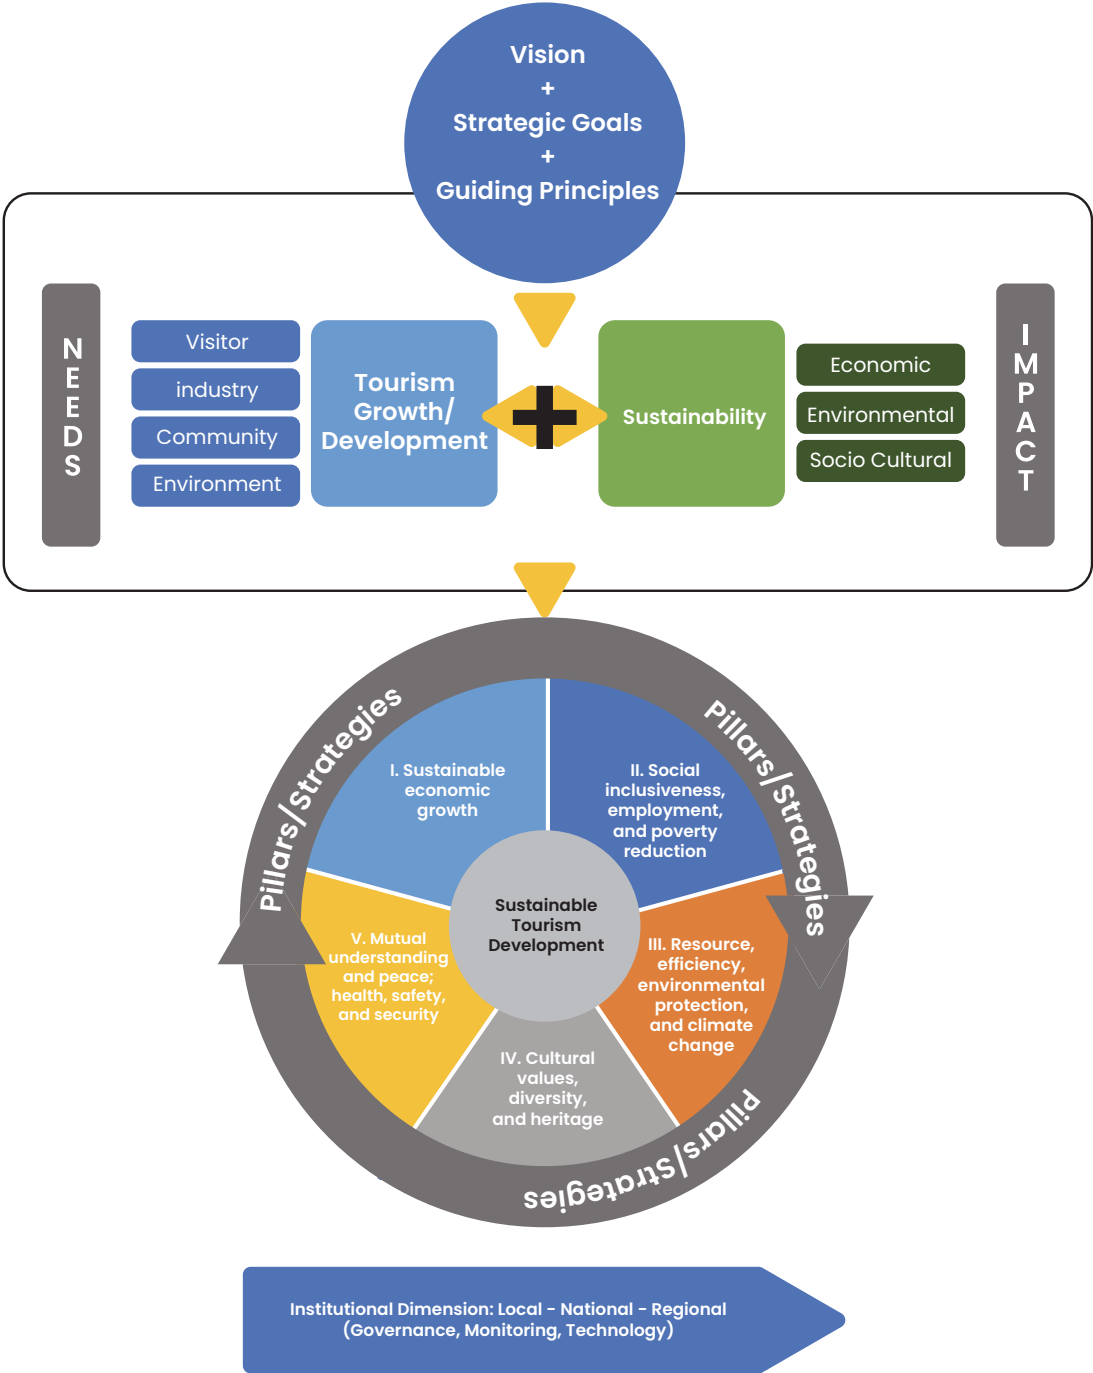 Vision
+
Strategic Goals
+
Guiding Principles
NEEDS
Visitor
industry
Community
Environment
Tourism
Growth/
Development
+
Sustainability
Economic
Environmental
Socio Cultural
IMPACT
Pillars/Strategies
Pillars/Strategies
Pillars/Strategies
I. Sustainable
economic
growth
II. Social
inclusiveness,
employment,
and poverty
reduction
Sustainable
Tourism
Development
III. Resource,
efficiency,
environmental
protection,
and climate
change
IV. Cultural
values,
diversity,
and heritage
V. Mutual
understanding
and peace;
health, safety,
and security
Institutional Dimension: Local - National - Regional
(Governance, Monitoring, Technology)